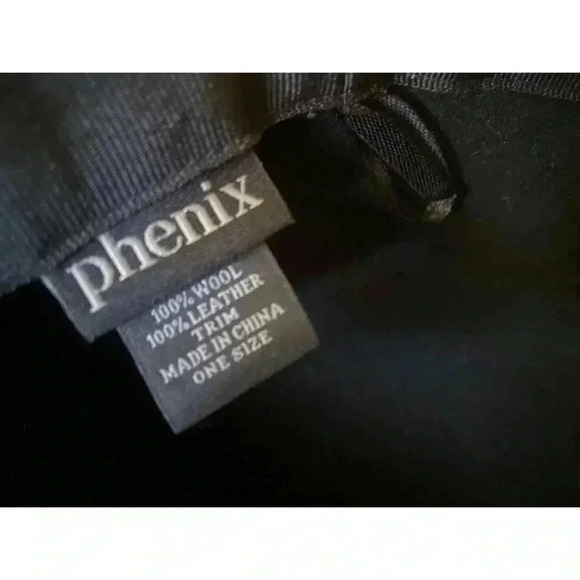 phenix
100% WOOL
100% LEATHER
TRIM
MADE IN CHINA
ONE SIZE